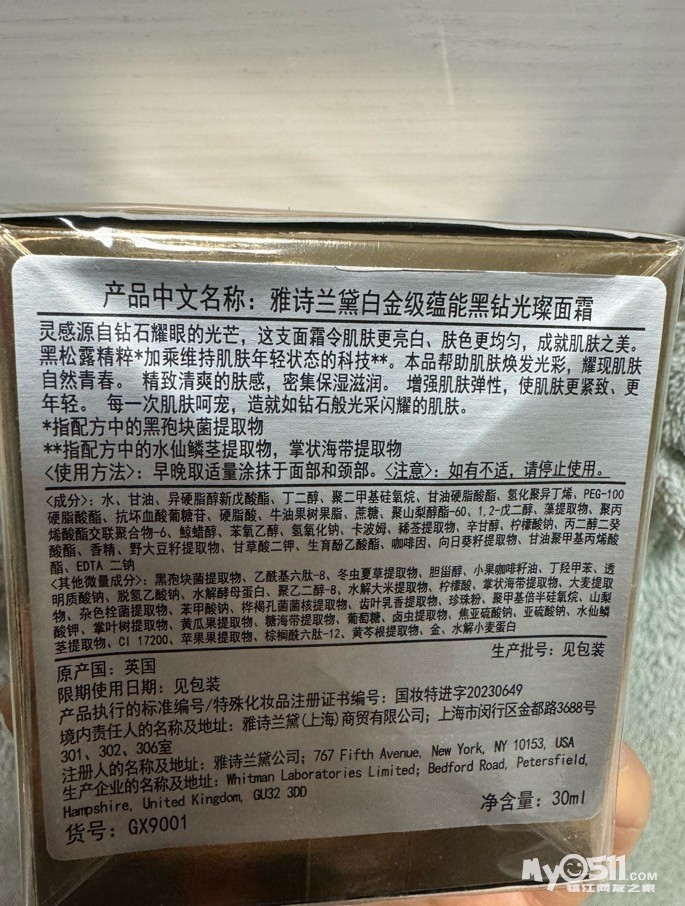 产品中文名称：雅诗兰黛白金级蕴能黑钻光璨面霜
灵感源自钻石耀眼的光芒，这支面霜令肌肤更亮白、肤色更均匀，成就肌肤之美。
黑松露精粹*加乘维持肌肤年轻状态的科技**。本品帮助肌肤焕发光彩，耀现肌肤
自然青春。 精致清爽的肤感，密集保湿滋润。 增强肌肤弹性，使肌肤更紧致、更
年轻。 每一次肌肤呵宠，造就如钻石般光采闪耀的肌肤。
*指配方中的黑孢块菌提取物
**指配方中的水仙鳞茎提取物，掌状海带提取物
<使用方法>：早晚取适量涂抹于面部和颈部。<注意>：如有不适，请停止使用。
<成分>：水、甘油、异硬脂醇新戊酸酯、丁二醇、聚二甲基硅氧烷、甘油硬脂酸酯、氢化聚异丁烯、PEG-100
硬脂酸酯、抗坏血酸葡糖苷、硬脂酸、牛油果树果脂、蔗糖、聚山梨醇酯-60、1,2-戊二醇、藻提取物、聚丙
烯酸酯交联聚合物-6、鲸蜡醇、苯氧乙醇、氢氧化钠、卡波姆、稀莶提取物、辛甘醇、柠檬酸钠、丙二醇二癸
酸酯、香精、野大豆籽提取物、甘草酸二钾、生育酚乙酸酯、咖啡因、向日葵籽提取物、甘油聚甲基丙烯酸
酯、EDTA 二钠
<其他微量成分>：黑孢块菌提取物、乙酰基六肽-8、冬虫夏草提取物、胆甾醇、小果咖啡籽油、丁羟甲苯、透
明质酸钠、脱氢乙酸钠、水解酵母蛋白、聚乙二醇-8、水解大米提取物、柠檬酸、掌状海带提取物、大麦提取
物、杂色栓菌提取物、苯甲酸钠、桦褐孔菌菌核提取物、齿叶乳香提取物、珍珠粉、聚甲基倍半硅氧烷、山梨
酸钾、掌叶树提取物、黄瓜果提取物、糖海带提取物、葡萄糖、卤虫提取物、焦亚硫酸钠、亚硫酸钠、水仙鳞
茎提取物、CI 17200、苹果果提取物、棕榈酰六肽-12、黄芩根提取物、金、水解小麦蛋白
原产国：英国 生产批号：见包装
限期使用日期：见包装
产品执行的标准编号/特殊化妆品注册证书编号：国妆特进字20230649
境内责任人的名称及地址：雅诗兰黛(上海)商贸有限公司；上海市闵行区金都路3688号
301、302、306室
注册人的名称及地址：雅诗兰黛公司；767 Fifth Avenue, New York, NY 10153, USA
生产企业的名称及地址：Whitman Laboratories Limited; Bedford Road, Petersfield,
Hampshire, United Kingdom, GU32 3DD
货号：GX9001 净含量：30ml
MyO511.COM
镇江网友之家